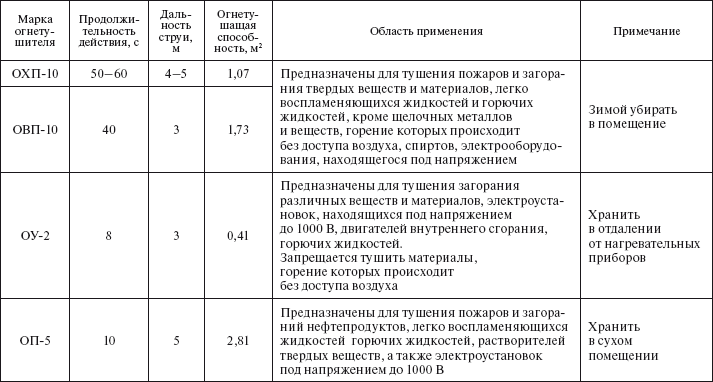 Марка
огнету-
шителя
Продолжи-
тельность
действия, с
Даль-
ность
струи,
м
Огнету-
шащая
способ-
ность, м²
Область применения
Примечание
ОХП-10
50—60
4—5
1,07
Предназначены для тушения пожаров и загора-
ния твердых веществ и материалов, легко
воспламеняющихся жидкостей и горючих
жидкостей, кроме щелочных металлов
и веществ, горение которых происходит
без доступа воздуха, спиртов, электрооборудо-
вания, находящегося под напряжением
Зимой убирать
в помещение
ОВП-10
40
3
1,73
ОУ-2
8
3
0,41
Предназначены для тушения загорания
различных веществ и материалов, электроуста-
новок, находящихся под напряжением
до 1000 В, двигателей внутреннего сгорания,
горючих жидкостей.
Запрещается тушить материалы,
горение которых происходит
без доступа воздуха
Хранить
в отдалении
от нагревательных
приборов
ОП-5
10
5
2,81
Предназначены для тушения пожаров и загора-
ний нефтепродуктов, легко воспламеняющихся
жидкостей горючих жидкостей, растворителей
твердых веществ, а также электроустановок
под напряжением до 1000 В
Хранить
в сухом
помещении